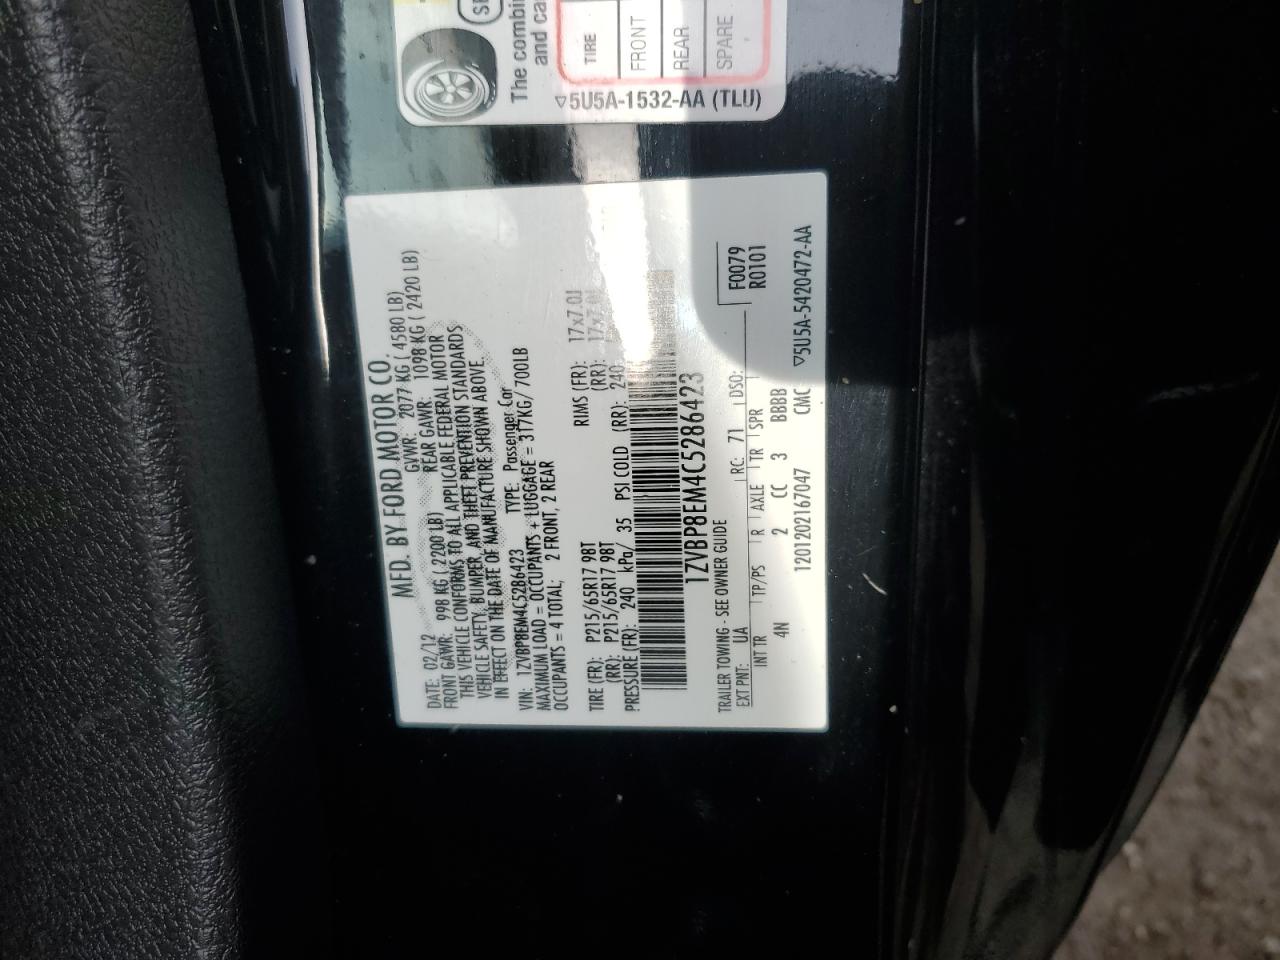 SE
The combin
and ca
TIRE
FRONT
REAR
SPARE
▽5U5A-1532-AA (TLU)
MFD. BY FORD MOTOR CO.
DATE: 02/12 GVWR: 2077 KG ( 4580 LB)
FRONT GAWR: 998 KG ( 2200 LB) REAR GAWR: 1098 KG ( 2420 LB)
THIS VEHICLE CONFORMS TO ALL APPLICABLE FEDERAL MOTOR
VEHICLE SAFETY, BUMPER, AND THEFT PREVENTION STANDARDS
IN EFFECT ON THE DATE OF MANUFACTURE SHOWN ABOVE.
VIN: 1ZVBP8EM4C5286423 TYPE: Passenger Car
MAXIMUM LOAD = OCCUPANTS + LUGGAGE = 317KG/ 700LB
OCCUPANTS = 4 TOTAL; 2 FRONT, 2 REAR
TIRE (FR): P215/65R17 98T RIMS (FR): 17x7.0J
(RR): P215/65R17 98T (RR): 17x7.0J
PRESSURE (FR): 240 kPa/ 35 PSI COLD (RR): 240
1ZVBP8EM4C5286423
TRAILER TOWING - SEE OWNER GUIDE F0079
EXT PNT: UA RC: 71 DSO: R0101
INT TR TP/PS R AXLE TR SPR
4N 2 CC 3 BBBB
1201202167047 CMC ▽5U5A-5420472-AA